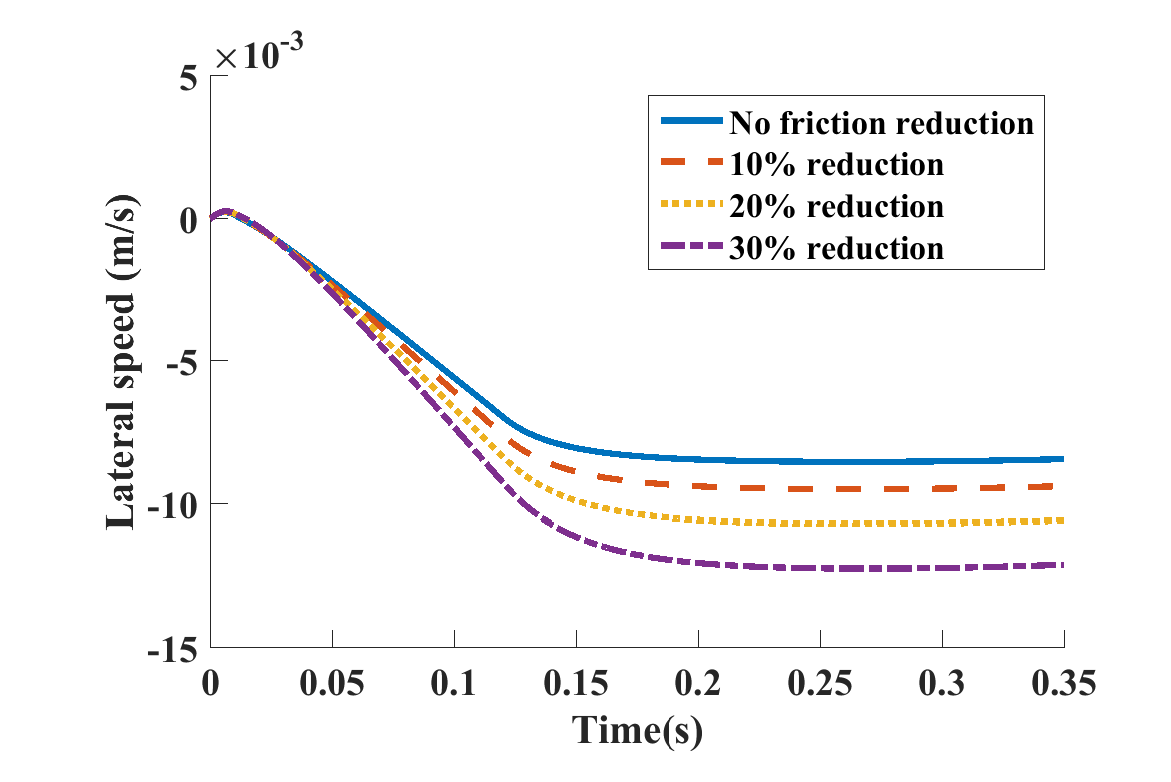 ×10-3
5
0
-5
-10
-15
Lateral speed (m/s)
No friction reduction
10% reduction
20% reduction
30% reduction
0 0.05 0.1 0.15 0.2 0.25 0.3 0.35
Time(s)